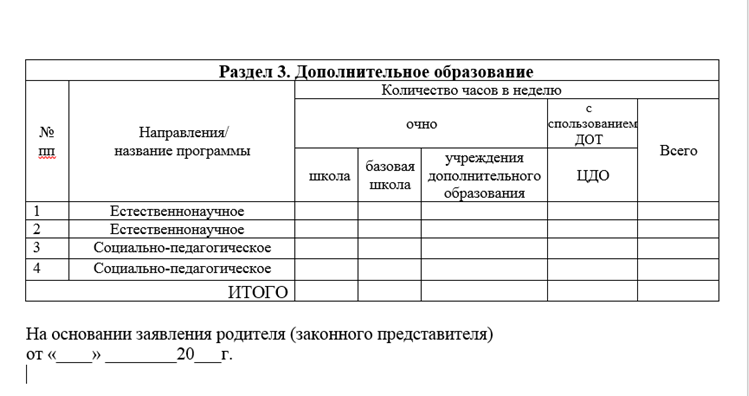 Раздел 3. Дополнительное образование
№
пп
Направления/
название программы
Количество часов в неделю
очно
с
спользованием
ДОТ
Всего
школа
базовая
школа
учреждения
дополнительного
образования
ЦДО
1 Естественнонаучное
2 Естественнонаучное
3 Социально-педагогическое
4 Социально-педагогическое
ИТОГО
На основании заявления родителя (законного представителя)
от «____» ________20___г.